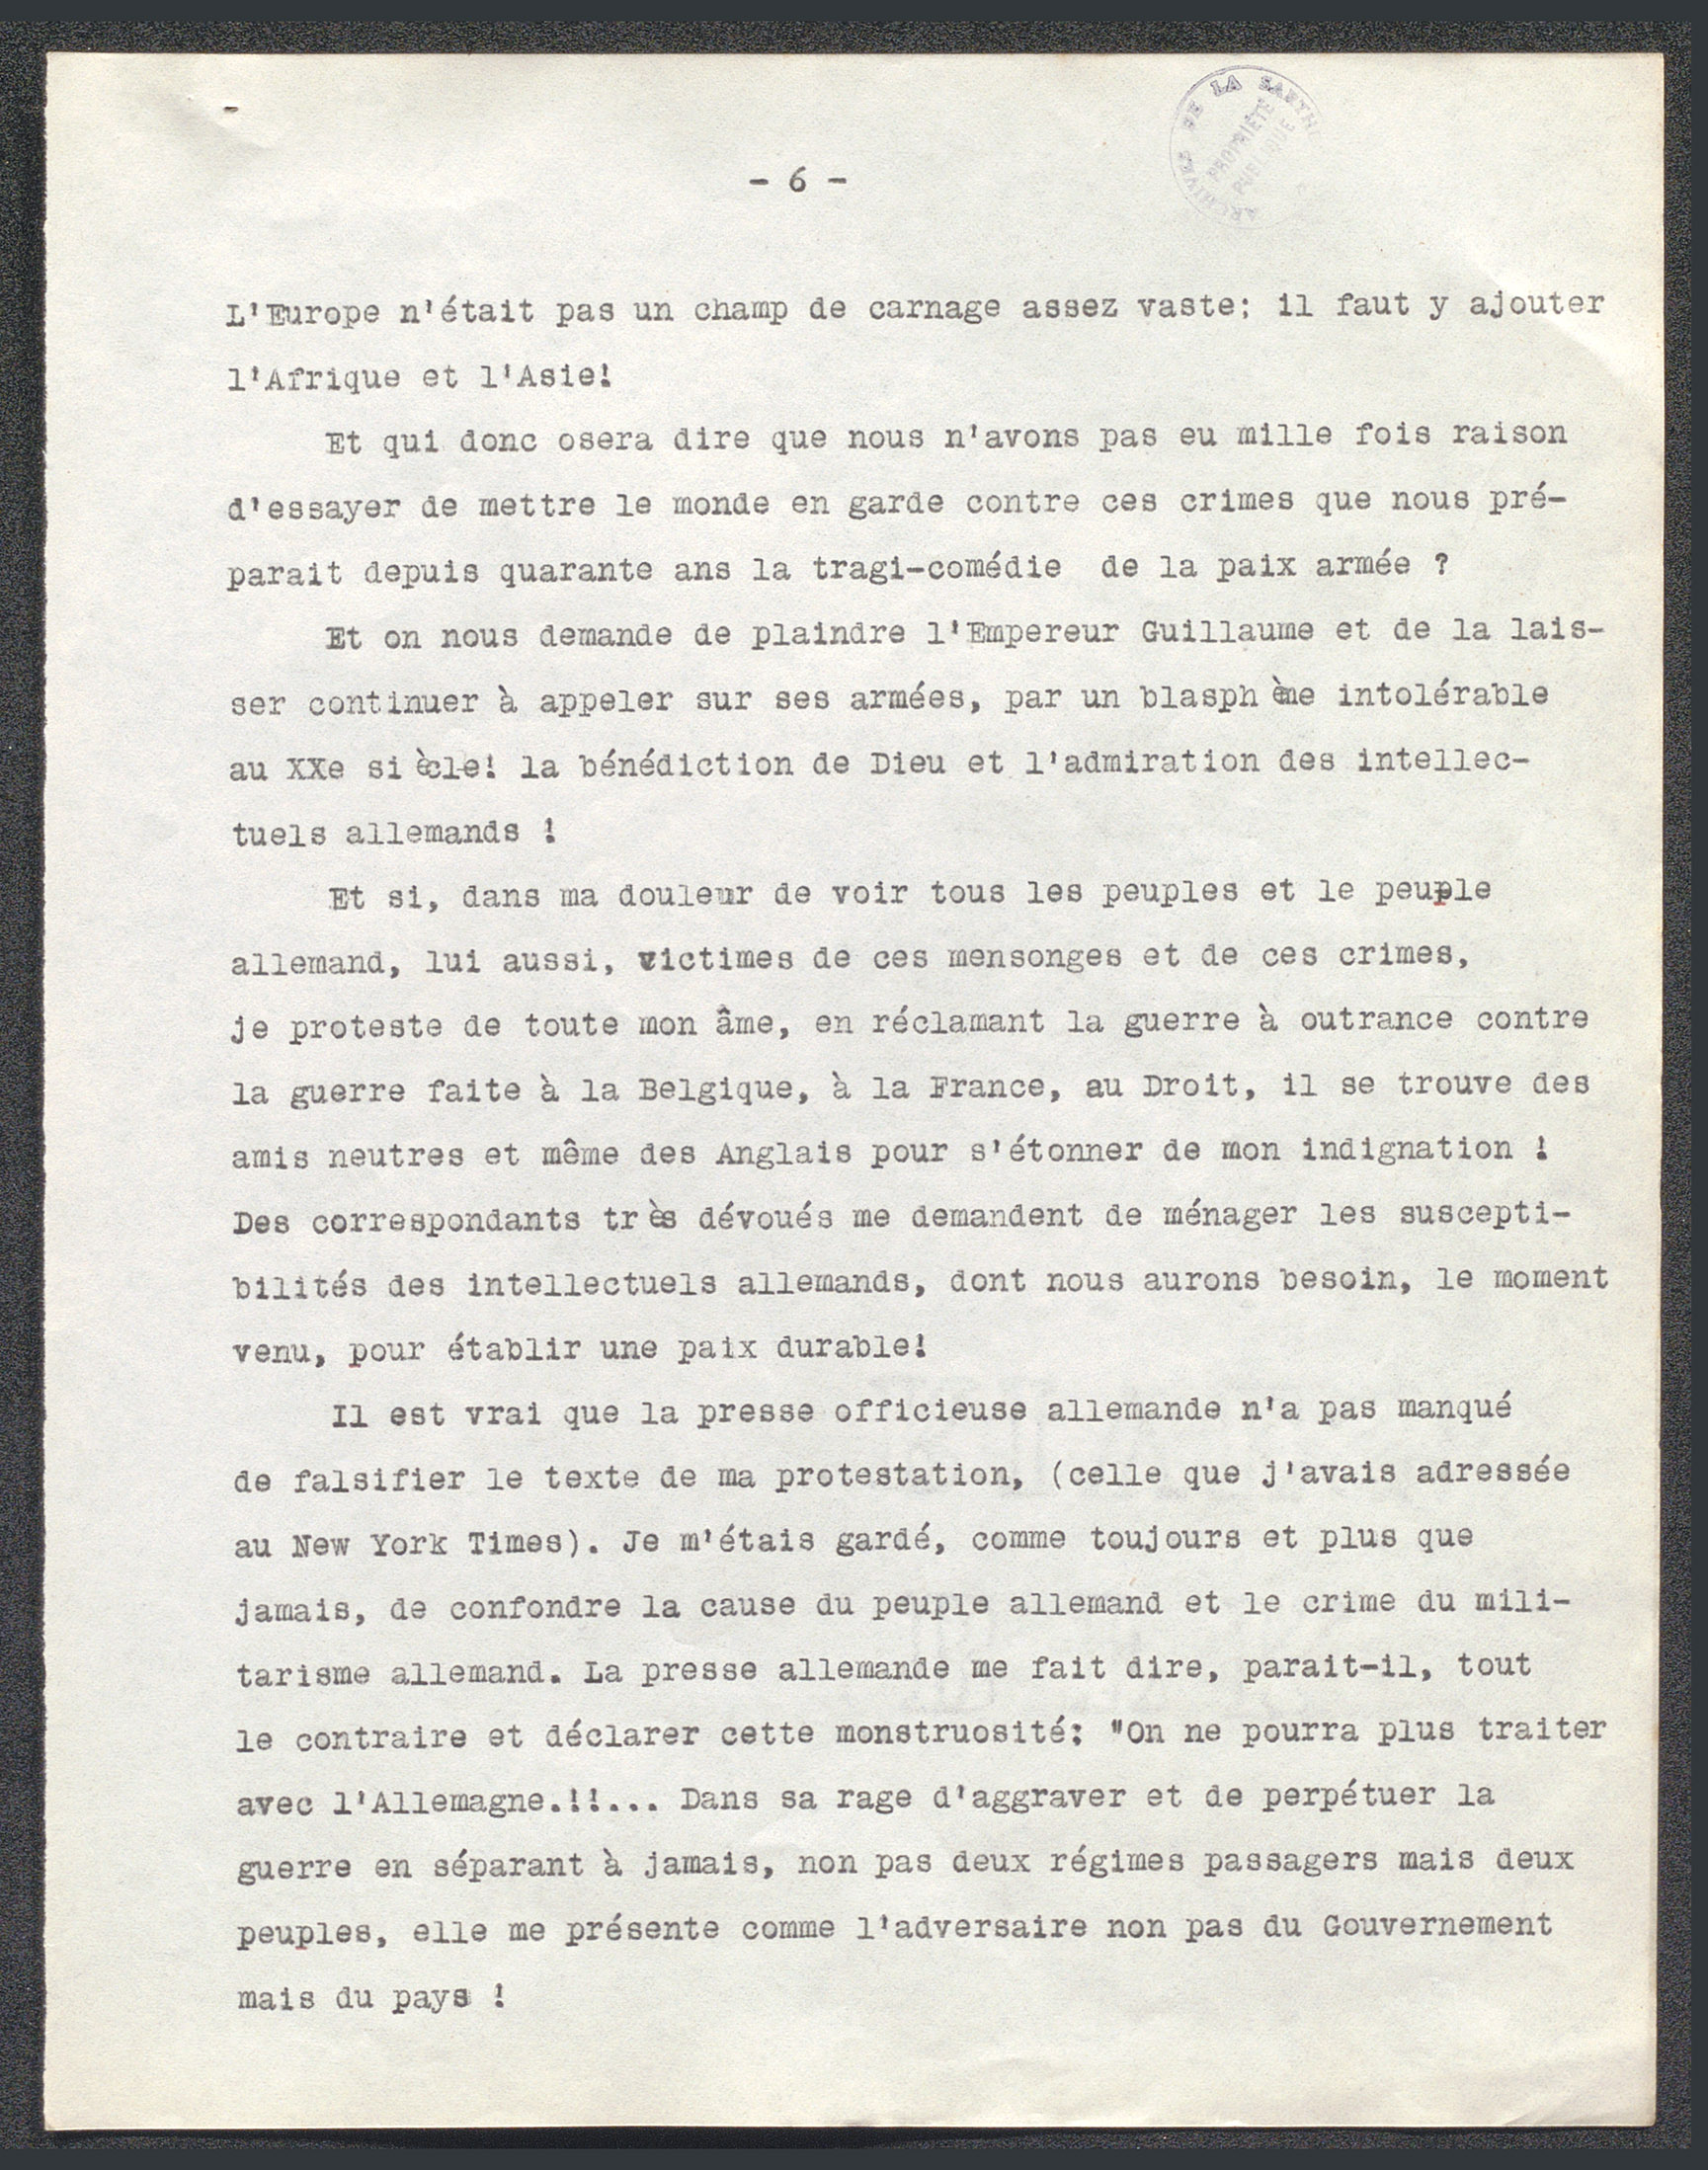 ARCHIVES DE LA SARTHE
PROPRIÉTÉ
PUBLIQUE
- 6 -
L'Europe n'était pas un champ de carnage assez vaste; il faut y ajouter
l'Afrique et l'Asie!
Et qui donc osera dire que nous n'avons pas eu mille fois raison
d'essayer de mettre le monde en garde contre ces crimes que nous pré-
parait depuis quarante ans la tragi-comédie de la paix armée ?
Et on nous demande de plaindre l'Empereur Guillaume et de la lais-
ser continuer à appeler sur ses armées, par un blasphème intolérable
au XXe siècle! la bénédiction de Dieu et l'admiration des intellec-
tuels allemands !
Et si, dans ma douleur de voir tous les peuples et le peuple
allemand, lui aussi, victimes de ces mensonges et de ces crimes,
je proteste de toute mon âme, en réclamant la guerre à outrance contre
la guerre faite à la Belgique, à la France, au Droit, il se trouve des
amis neutres et même des Anglais pour s'étonner de mon indignation !
Des correspondants très dévoués me demandent de ménager les suscepti-
bilités des intellectuels allemands, dont nous aurons besoin, le moment
venu, pour établir une paix durable!
Il est vrai que la presse officieuse allemande n'a pas manqué
de falsifier le texte de ma protestation, (celle que j'avais adressée
au New York Times). Je m'étais gardé, comme toujours et plus que
jamais, de confondre la cause du peuple allemand et le crime du mili-
tarisme allemand. La presse allemande me fait dire, parait-il, tout
le contraire et déclarer cette monstruosité: "On ne pourra plus traiter
avec l'Allemagne.!!... Dans sa rage d'aggraver et de perpétuer la
guerre en séparant à jamais, non pas deux régimes passagers mais deux
peuples, elle me présente comme l'adversaire non pas du Gouvernement
mais du pays !